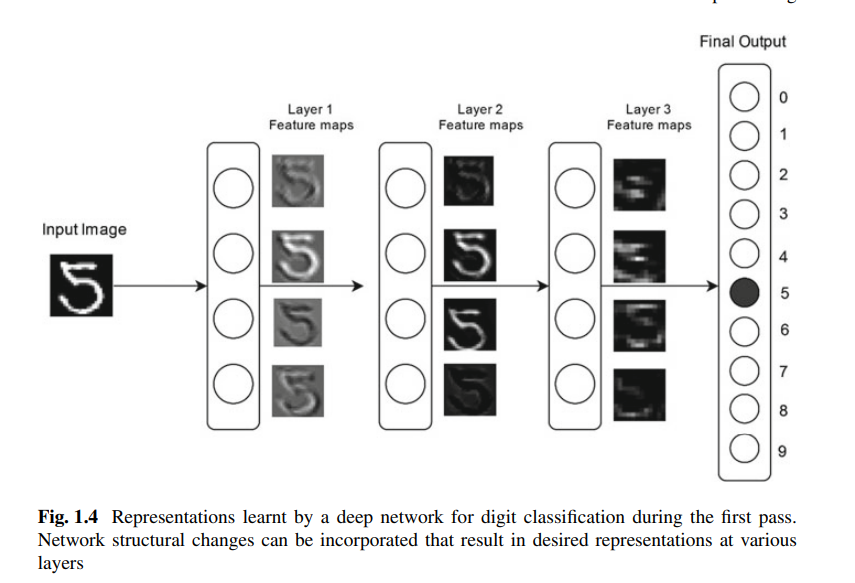 Final Output
Layer 1
Feature maps
Layer 2
Feature maps
Layer 3
Feature maps
Input Image
5
0
1
2
3
4
5
6
7
8
9
Fig. 1.4 Representations learnt by a deep network for digit classification during the first pass.
Network structural changes can be incorporated that result in desired representations at various
layers